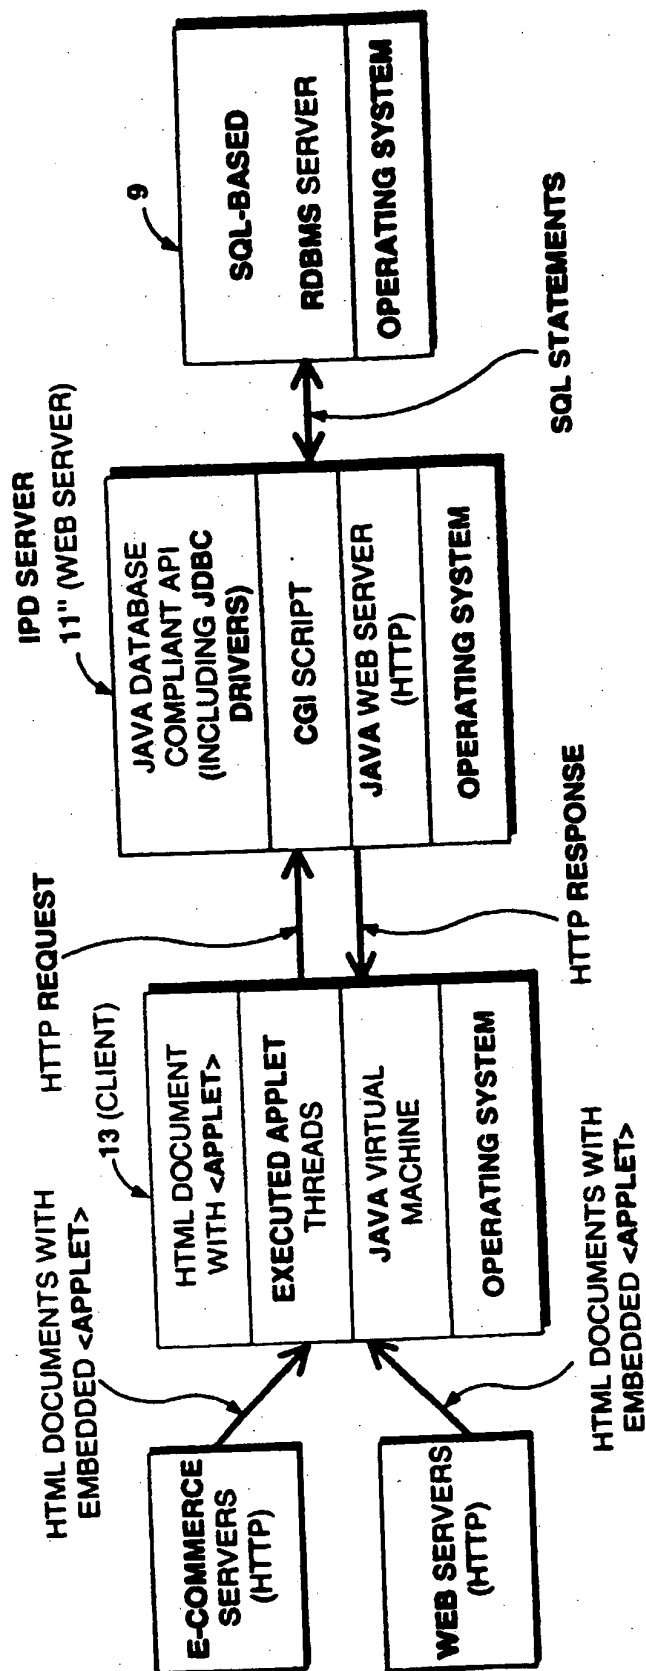 E-COMMERCE
SERVERS
(HTTP)
WEB SERVERS
(HTTP)
HTML DOCUMENTS WITH
EMBEDDED <APPLET>
HTML DOCUMENTS WITH
EMBEDDED <APPLET>
13 (CLIENT)
HTML DOCUMENT
WITH <APPLET>
EXECUTED APPLET
THREADS
JAVA VIRTUAL
MACHINE
OPERATING SYSTEM
HTTP REQUEST
HTTP RESPONSE
IPD SERVER
11" (WEB SERVER)
JAVA DATABASE
COMPLIANT API
(INCLUDING JDBC
DRIVERS)
CGI SCRIPT
JAVA WEB SERVER
(HTTP)
OPERATING SYSTEM
SQL STATEMENTS
9
SQL-BASED
RDBMS SERVER
OPERATING SYSTEM